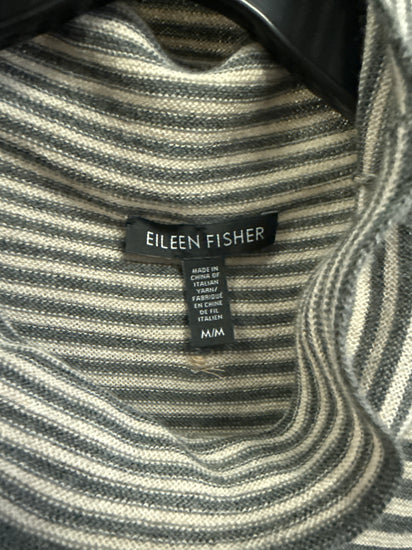 EILEEN FISHER
MADE IN
CHINA OF
ITALIAN
YARN/
FABRIQUÉ
EN CHINE
DE FIL
ITALIEN
M/M